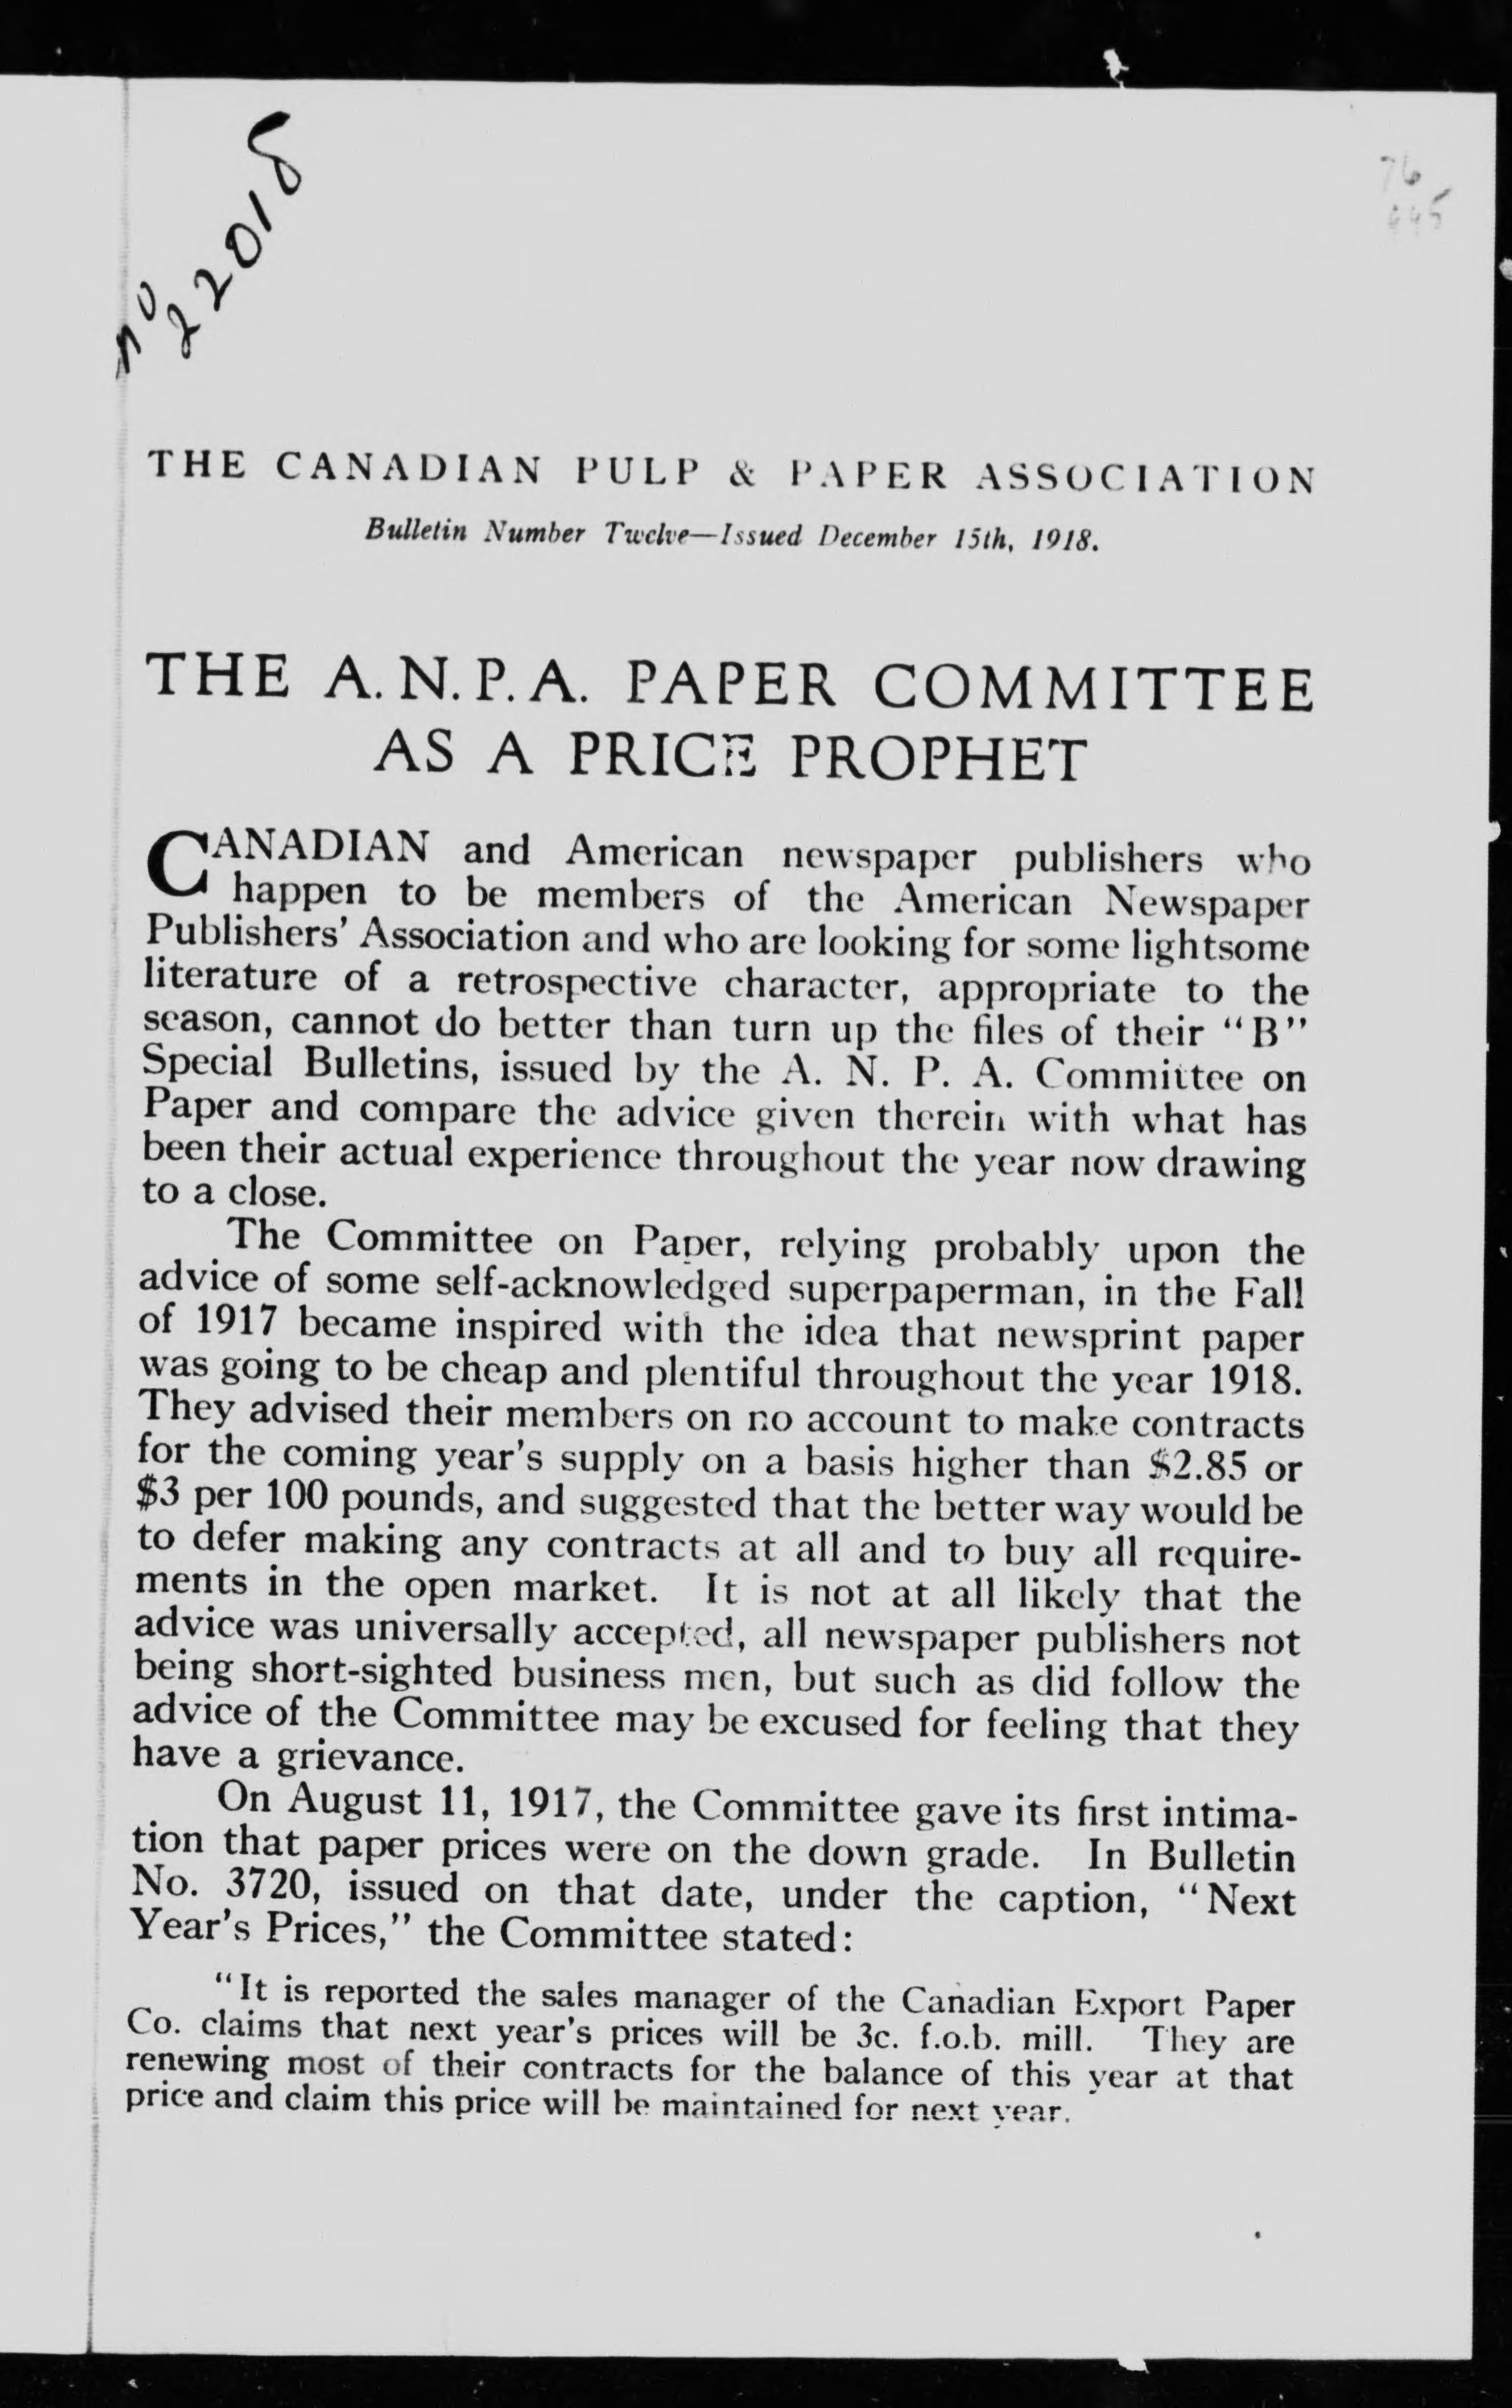 no 22018
76
445
THE CANADIAN PULP & PAPER ASSOCIATION
Bulletin Number Twelve—Issued December 15th, 1918.
THE A. N. P. A. PAPER COMMITTEE
AS A PRICE PROPHET
CANADIAN and American newspaper publishers who
happen to be members of the American Newspaper
Publishers' Association and who are looking for some lightsome
literature of a retrospective character, appropriate to the
season, cannot do better than turn up the files of their "B"
Special Bulletins, issued by the A. N. P. A. Committee on
Paper and compare the advice given therein with what has
been their actual experience throughout the year now drawing
to a close.
The Committee on Paper, relying probably upon the
advice of some self-acknowledged superpaperman, in the Fall
of 1917 became inspired with the idea that newsprint paper
was going to be cheap and plentiful throughout the year 1918.
They advised their members on no account to make contracts
for the coming year's supply on a basis higher than $2.85 or
$3 per 100 pounds, and suggested that the better way would be
to defer making any contracts at all and to buy all require-
ments in the open market. It is not at all likely that the
advice was universally accepted, all newspaper publishers not
being short-sighted business men, but such as did follow the
advice of the Committee may be excused for feeling that they
have a grievance.
On August 11, 1917, the Committee gave its first intima-
tion that paper prices were on the down grade. In Bulletin
No. 3720, issued on that date, under the caption, "Next
Year's Prices," the Committee stated:
"It is reported the sales manager of the Canadian Export Paper
Co. claims that next year's prices will be 3c. f.o.b. mill. They are
renewing most of their contracts for the balance of this year at that
price and claim this price will be maintained for next year.